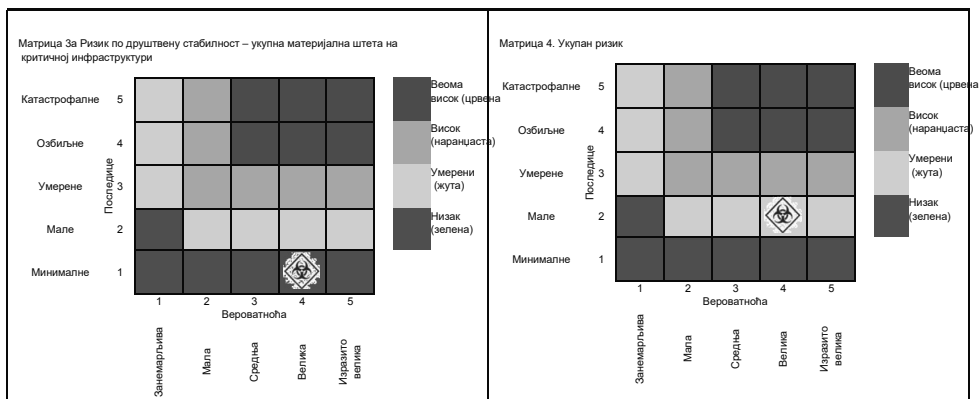 Матрица 3а Ризик по друштвену стабилност – укупна материјална штета на
критичној инфраструктури
Катастрофалне 5
Озбиљне 4
Умерене 3
Мале 2
Минималне 1
Последице
1 2 3 4 5
Вероватноћа
Занемарљива
Мала
Средња
Велика
Изразито
велика
Веома
висок (црвена
Висок
(наранџаста)
Умерени
(жута)
Низак
(зелена)
Матрица 4. Укупан ризик
Катастрофалне 5
Озбиљне 4
Умерене 3
Мале 2
Минималне 1
Последице
1 2 3 4 5
Вероватноћа
Занемарљива
Мала
Средња
Велика
Изразито
велика
Веома
висок (црвена
Висок
(наранџаста)
Умерени
(жута)
Низак
(зелена)